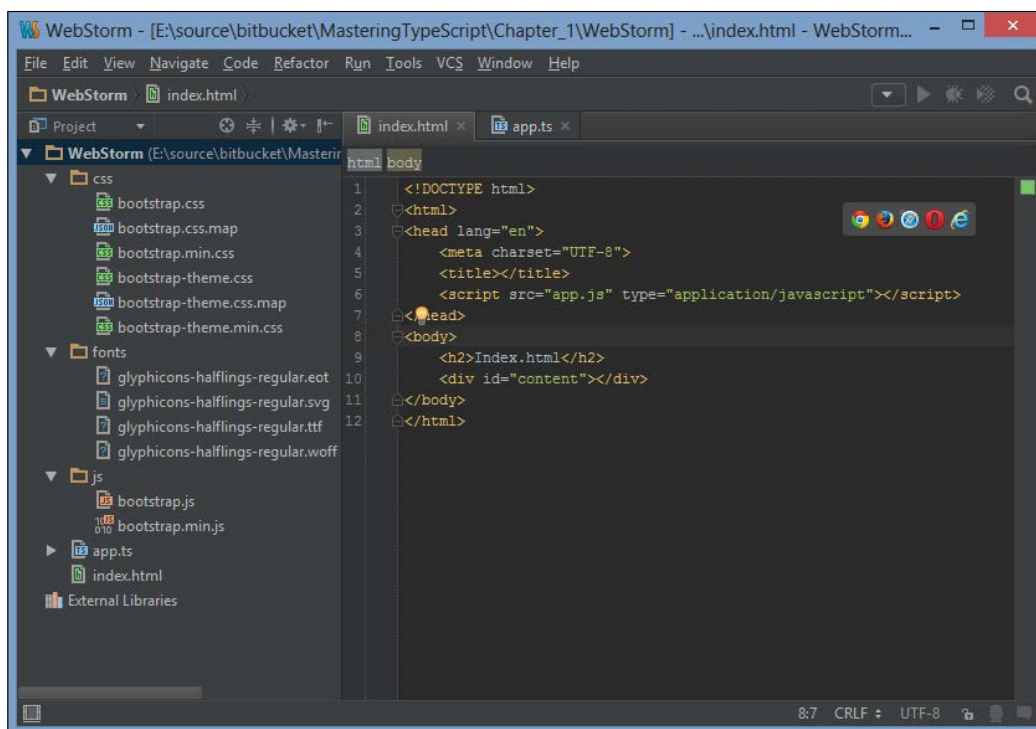 WebStorm - [E:\source\bitbucket\MasteringTypeScript\Chapter_1\WebStorm] - ...\index.html - WebStorm...
File Edit View Navigate Code Refactor Run Tools VCS Window Help
WebStorm index.html
Project
index.html app.ts
WebStorm (E:\source\bitbucket\Masterin
html body
css
bootstrap.css
bootstrap.css.map
bootstrap.min.css
bootstrap-theme.css
bootstrap-theme.css.map
bootstrap-theme.min.css
fonts
glyphicons-halflings-regular.eot
glyphicons-halflings-regular.svg
glyphicons-halflings-regular.ttf
glyphicons-halflings-regular.woff
js
bootstrap.js
bootstrap.min.js
app.ts
index.html
External Libraries
1 <!DOCTYPE html>
2 <html>
3 <head lang="en">
4 <meta charset="UTF-8">
5 <title></title>
6 <script src="app.js" type="application/javascript"></script>
7 </head>
8 <body>
9 <h2>Index.html</h2>
10 <div id="content"></div>
11 </body>
12 </html>
8:7 CRLF UTF-8